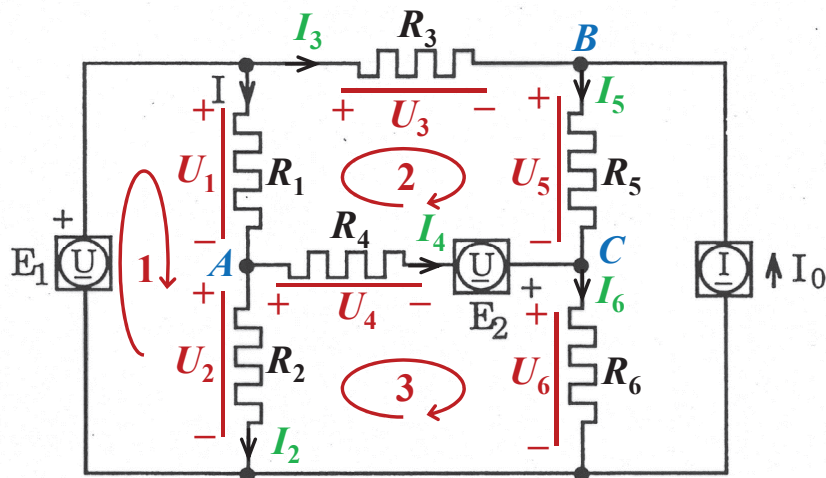 I₃ R₃ B
I I₅
+ + − +
U₃
U₁ R₁ 2 U₅ R₅
+ − R₄ I₄ −
E₁ U 1 A U C I U I₀
+ + − + I₆
U₄ E₂ +
U₂ R₂ 3 U₆ R₆
− I₂ −